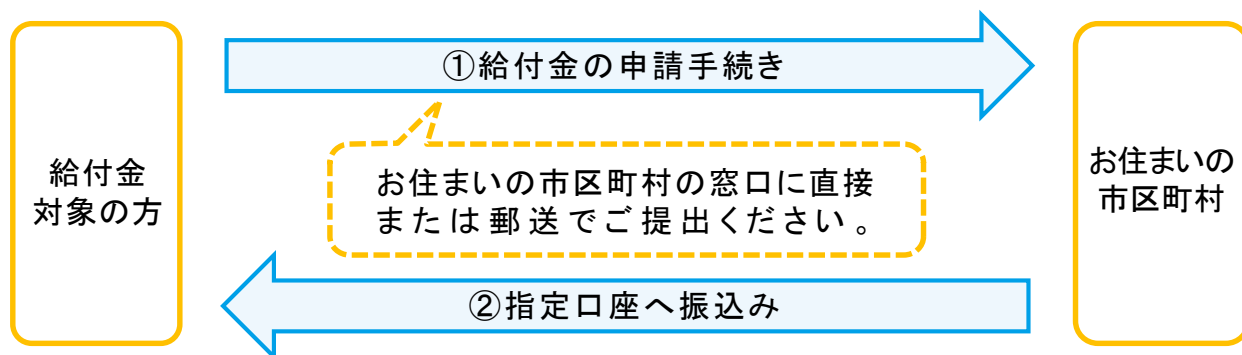 ①給付金の申請手続き
給付金
対象の方
お住まいの市区町村の窓口に直接
または郵送でご提出ください。
お住まいの
市区町村
②指定口座へ振込み